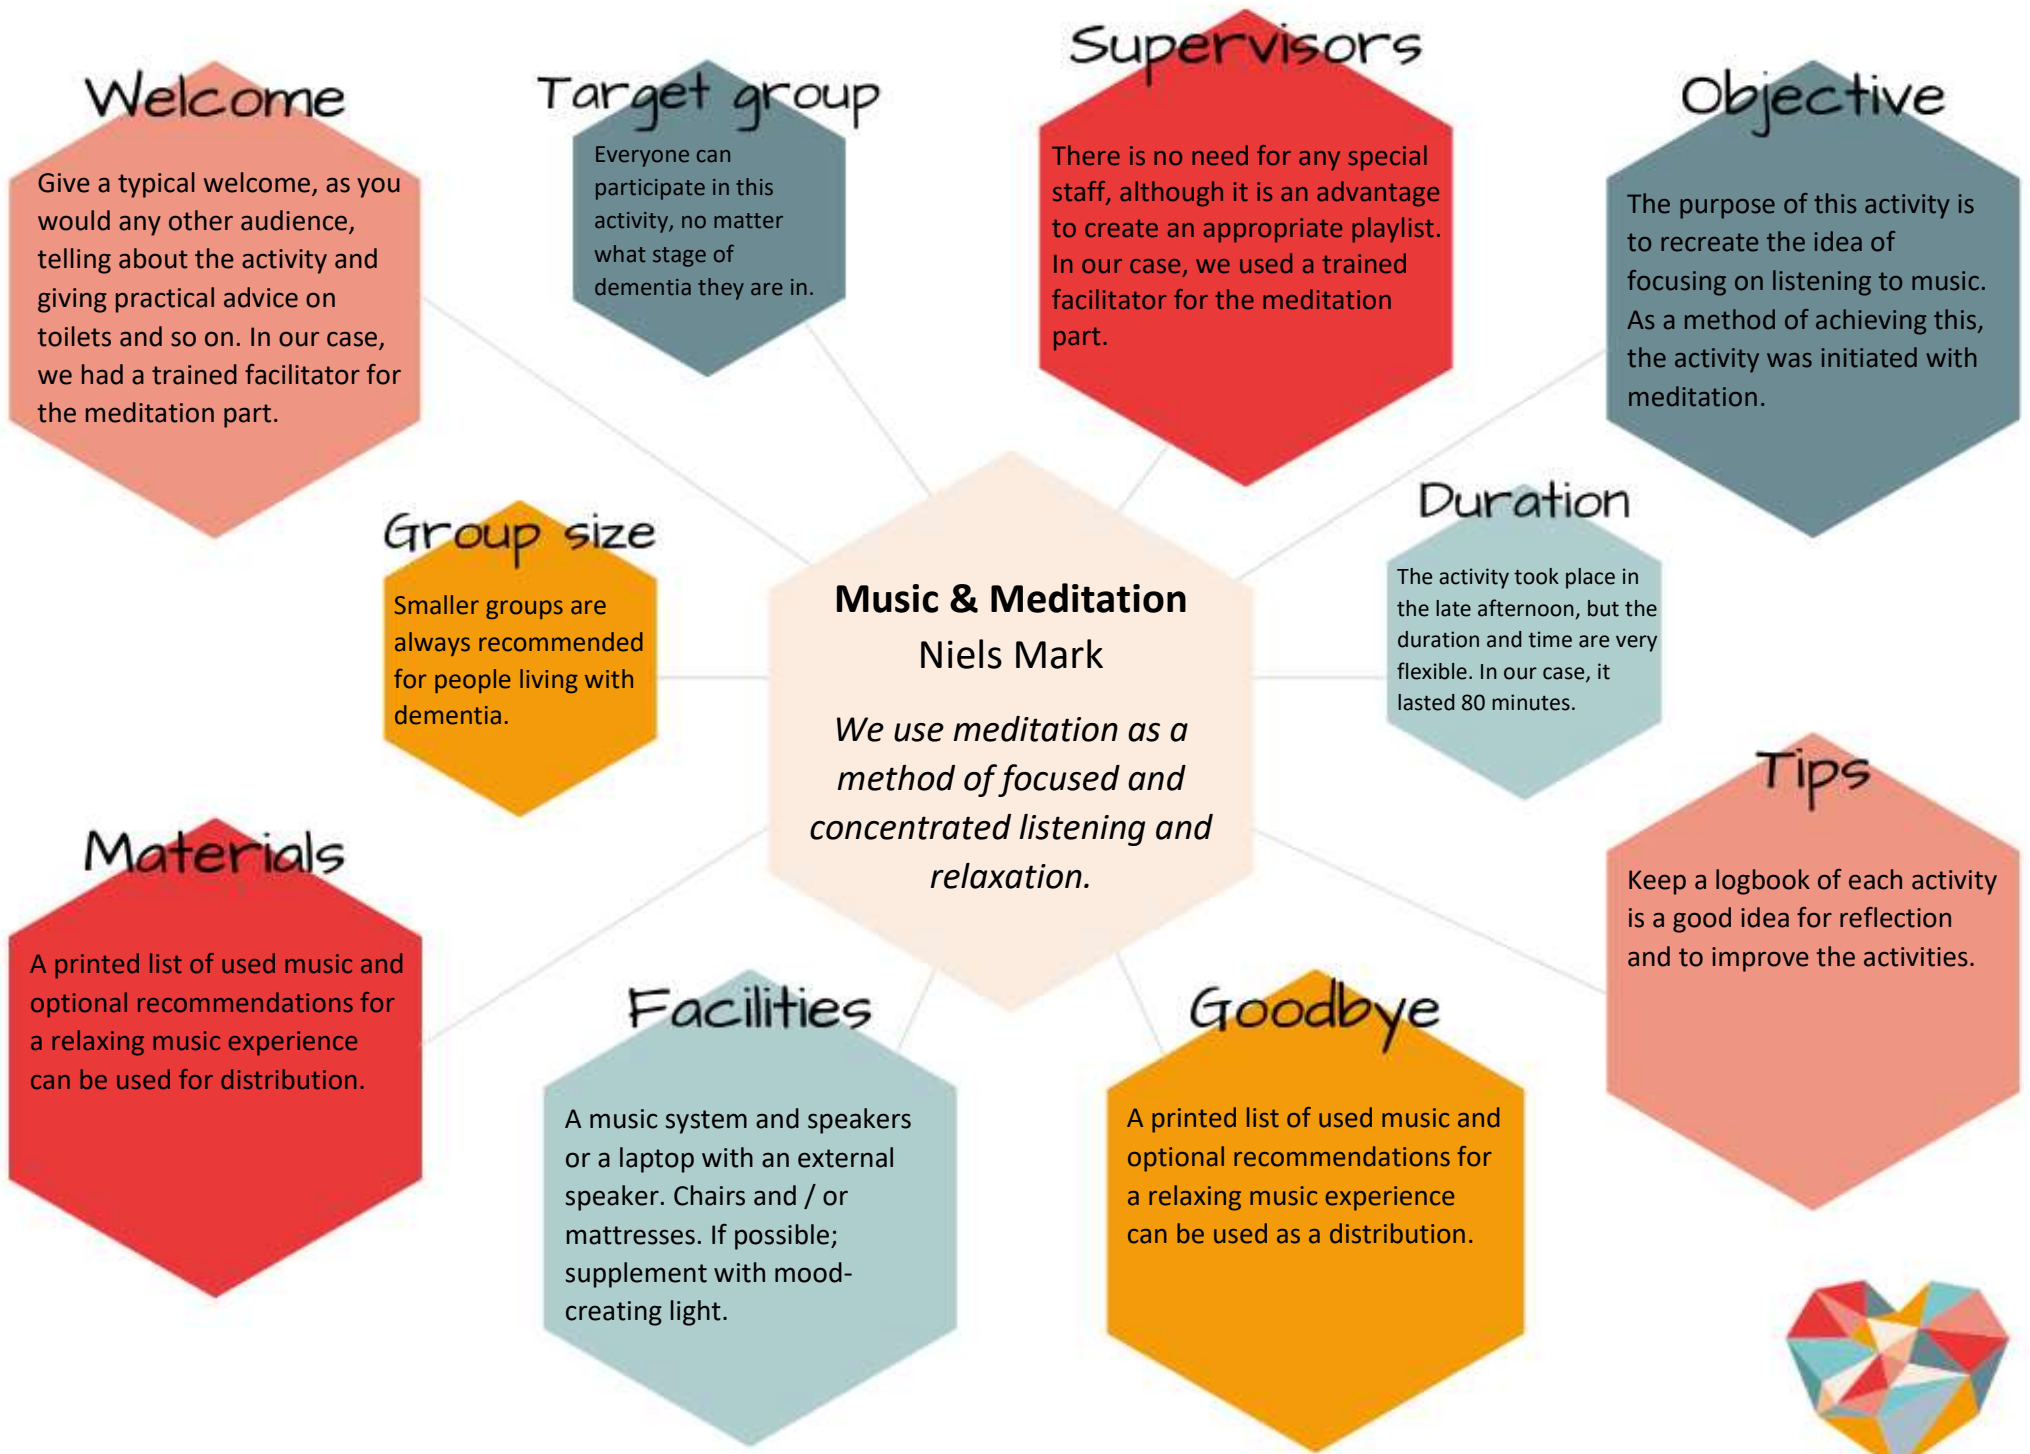 Welcome
Give a typical welcome, as you
would any other audience,
telling about the activity and
giving practical advice on
toilets and so on. In our case,
we had a trained facilitator for
the meditation part.
Target group
Everyone can
participate in this
activity, no matter
what stage of
dementia they are in.
Supervisors
There is no need for any special
staff, although it is an advantage
to create an appropriate playlist.
In our case, we used a trained
facilitator for the meditation
part.
Objective
The purpose of this activity is
to recreate the idea of
focusing on listening to music.
As a method of achieving this,
the activity was initiated with
meditation.
Group size
Smaller groups are
always recommended
for people living with
dementia.
Music & Meditation
Niels Mark
We use meditation as a
method of focused and
concentrated listening and
relaxation.
Duration
The activity took place in
the late afternoon, but the
duration and time are very
flexible. In our case, it
lasted 80 minutes.
Materials
A printed list of used music and
optional recommendations for
a relaxing music experience
can be used for distribution.
Facilities
A music system and speakers
or a laptop with an external
speaker. Chairs and / or
mattresses. If possible;
supplement with mood-
creating light.
Goodbye
A printed list of used music and
optional recommendations for
a relaxing music experience
can be used as a distribution.
Tips
Keep a logbook of each activity
is a good idea for reflection
and to improve the activities.